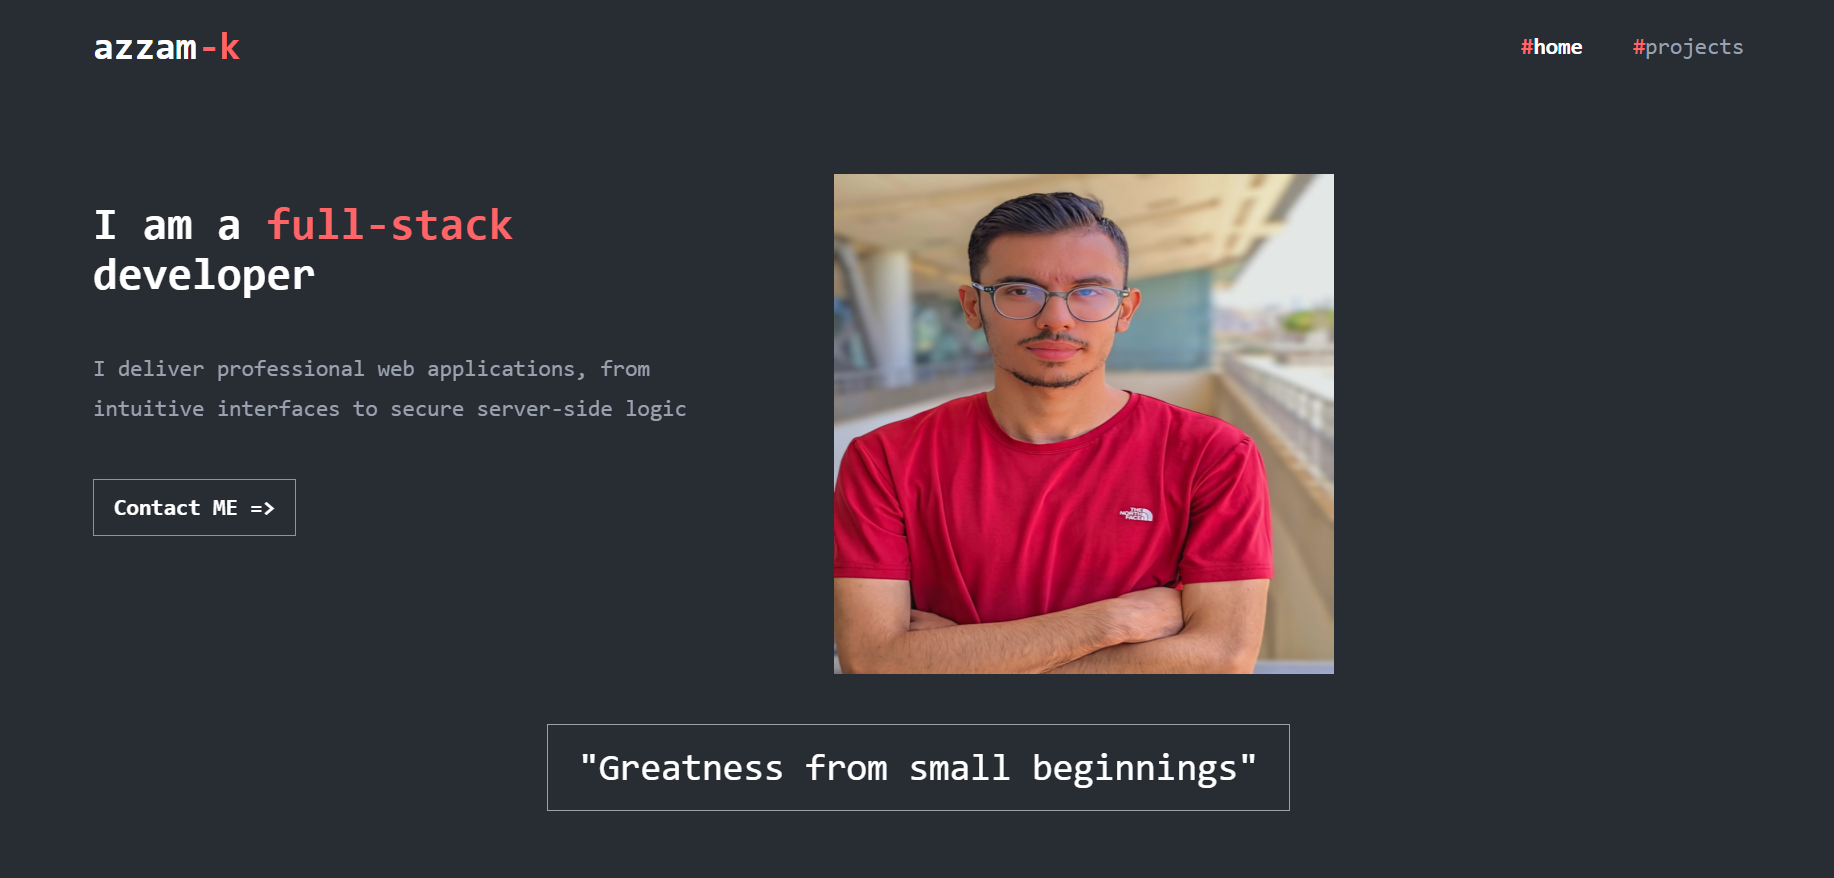 azzam-k
#home #projects
I am a full-stack
developer
I deliver professional web applications, from
intuitive interfaces to secure server-side logic
Contact ME =>
THE
NORTH
FACE
"Greatness from small beginnings"